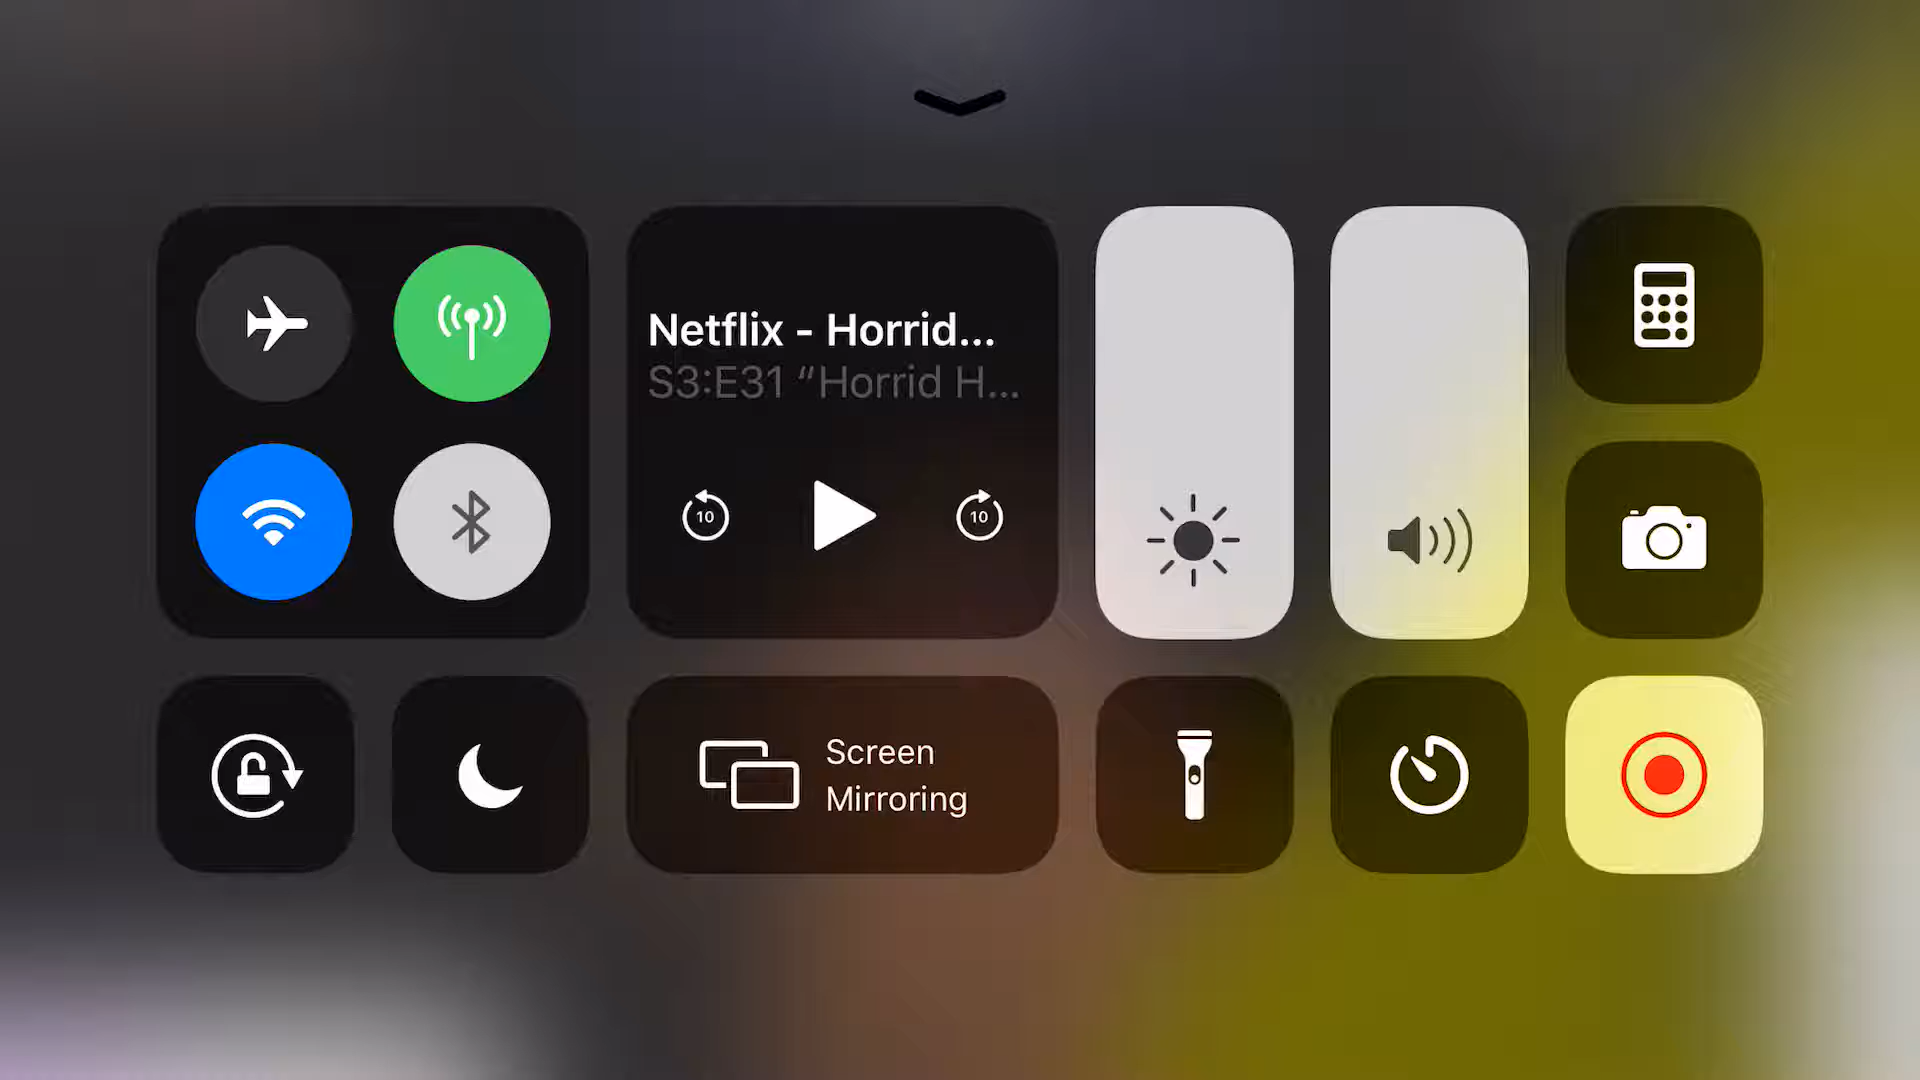 Netflix - Horrid...
S3:E31 “Horrid H...
10
10
Screen
Mirroring